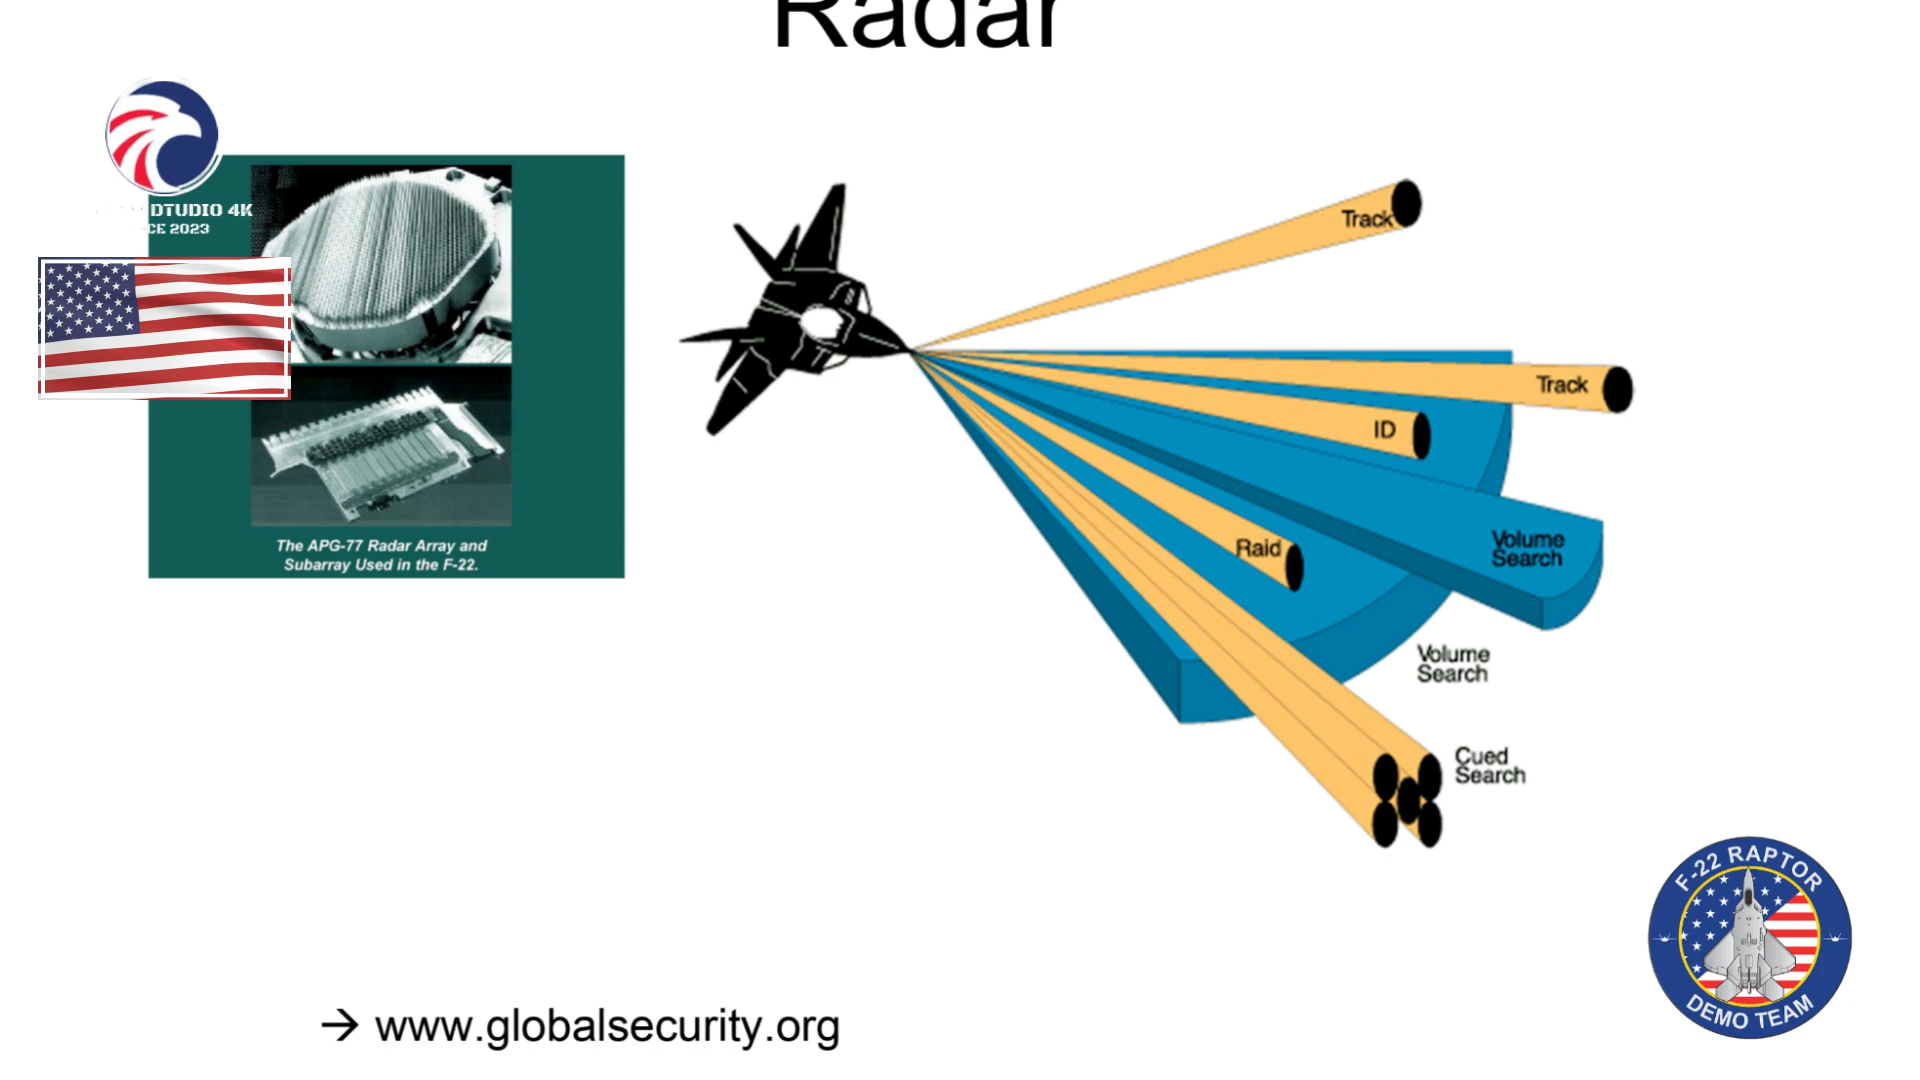 Radar
DTUDIO 4K
CE 2023
The APG-77 Radar Array and
Subarray Used in the F-22.
Track
Track
ID
Raid
Volume
Search
Volume
Search
Cued
Search
F-22 RAPTOR
DEMO TEAM
→ www.globalsecurity.org